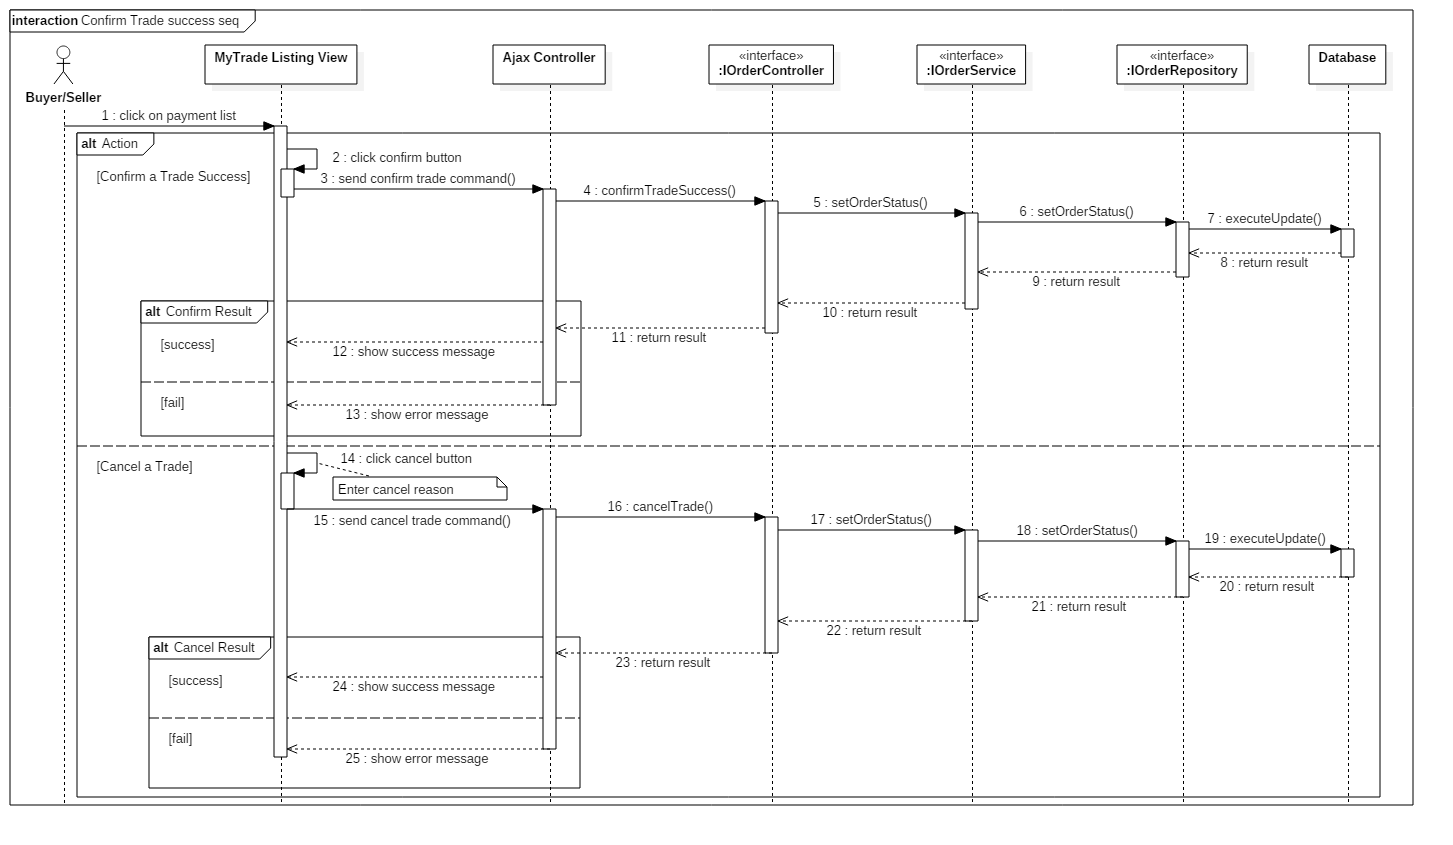 interaction Confirm Trade success seq
Buyer/Seller
MyTrade Listing View
Ajax Controller
«interface»
:IOrderController
«interface»
:IOrderService
«interface»
:IOrderRepository
Database
1 : click on payment list
alt Action
[Confirm a Trade Success]
2 : click confirm button
3 : send confirm trade command()
4 : confirmTradeSuccess()
5 : setOrderStatus()
6 : setOrderStatus()
7 : executeUpdate()
8 : return result
9 : return result
10 : return result
11 : return result
alt Confirm Result
[success]
12 : show success message
[fail]
13 : show error message
[Cancel a Trade]
14 : click cancel button
Enter cancel reason
15 : send cancel trade command()
16 : cancelTrade()
17 : setOrderStatus()
18 : setOrderStatus()
19 : executeUpdate()
20 : return result
21 : return result
22 : return result
23 : return result
alt Cancel Result
[success]
24 : show success message
[fail]
25 : show error message